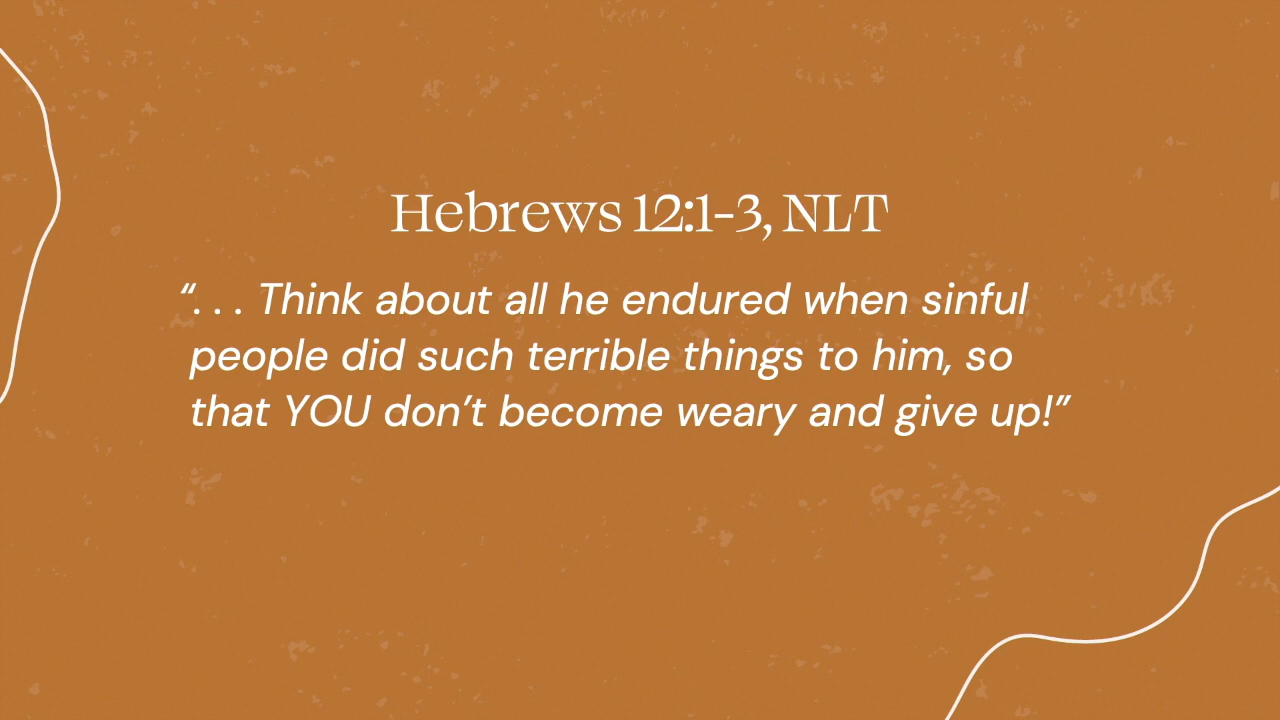 Hebrews 12:1-3, NLT
“. . . Think about all he endured when sinful
people did such terrible things to him, so
that YOU don’t become weary and give up!”